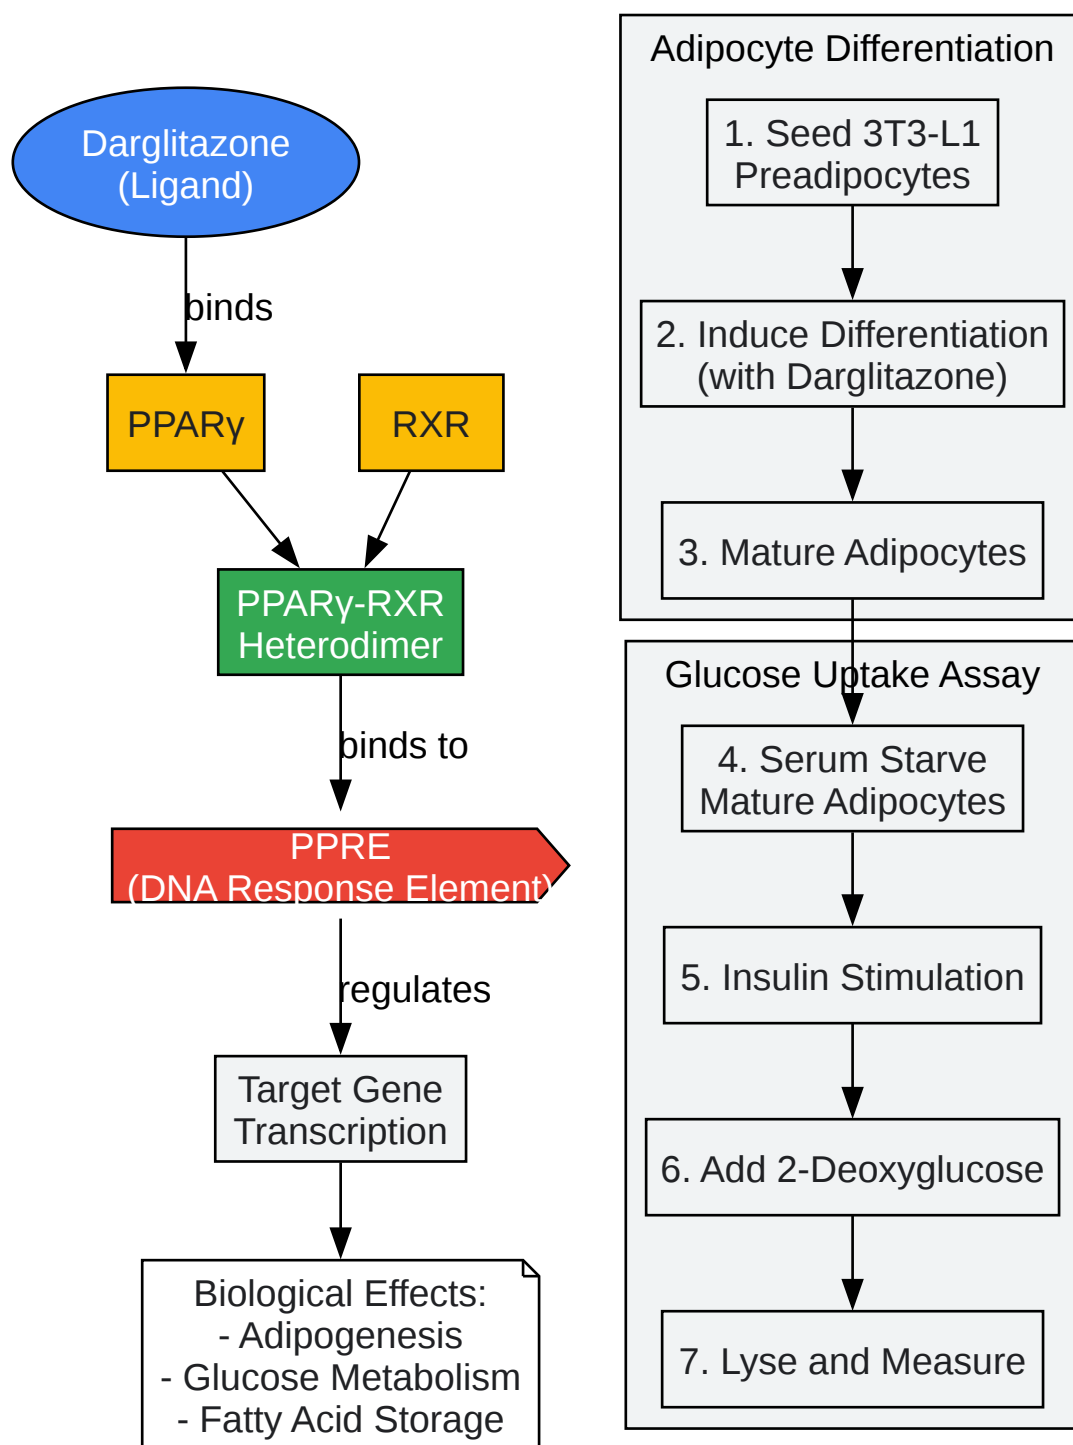 Darglitazone
(Ligand)
binds
PPARγ
RXR
PPARγ-RXR
Heterodimer
binds to
PPRE
(DNA Response Element)
regulates
Target Gene
Transcription
Biological Effects:
- Adipogenesis
- Glucose Metabolism
- Fatty Acid Storage
Adipocyte Differentiation
1. Seed 3T3-L1
Preadipocytes
2. Induce Differentiation
(with Darglitazone)
3. Mature Adipocytes
Glucose Uptake Assay
4. Serum Starve
Mature Adipocytes
5. Insulin Stimulation
6. Add 2-Deoxyglucose
7. Lyse and Measure